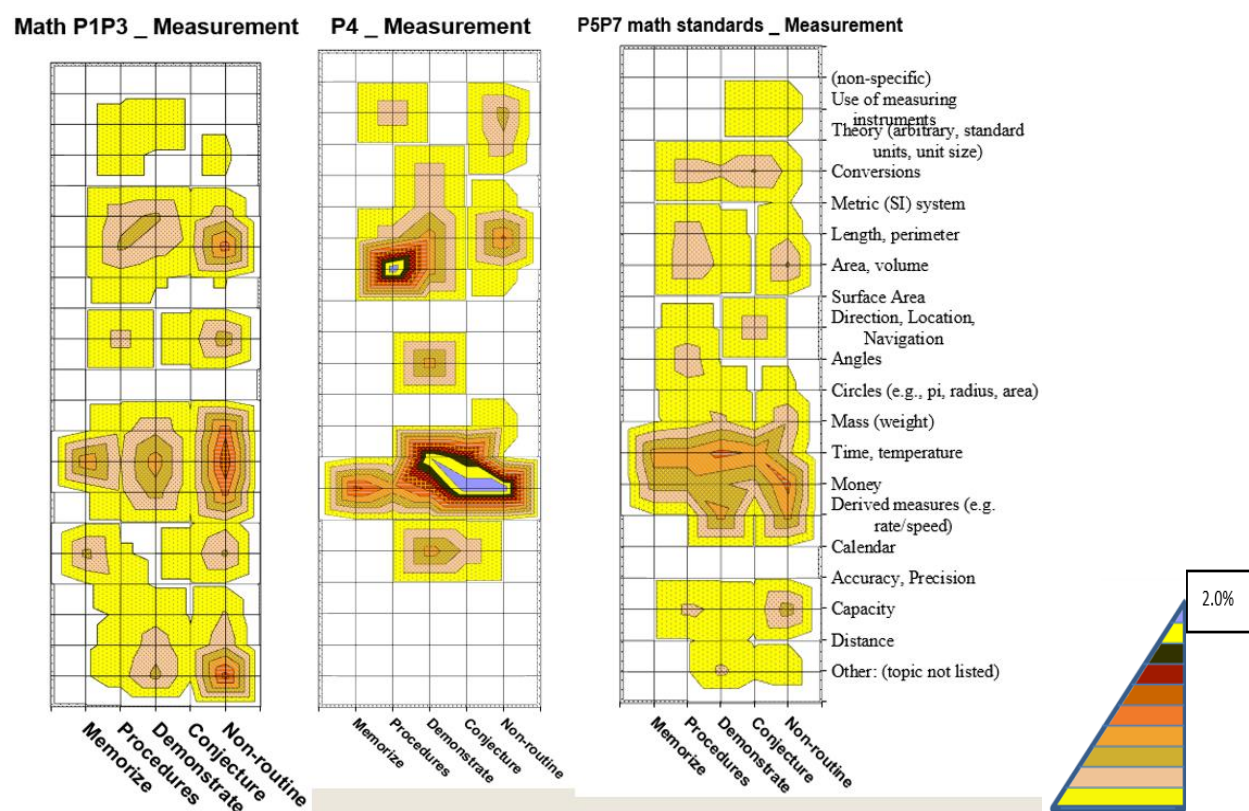 Math P1P3 _ Measurement
P4 _ Measurement
P5P7 math standards _ Measurement
(non-specific)
Use of measuring
instruments
Theory (arbitrary, standard
units, unit size)
Conversions
Metric (SI) system
Length, perimeter
Area, volume
Surface Area
Direction, Location,
Navigation
Angles
Circles (e.g., pi, radius, area)
Mass (weight)
Time, temperature
Money
Derived measures (e.g.
rate/speed)
Calendar
Accuracy, Precision
Capacity
Distance
Other: (topic not listed)
Memorize
Procedures
Demonstrate
Conjecture
Non-routine
Memorize
Procedures
Demonstrate
Conjecture
Non-routine
Memorize
Procedures
Demonstrate
Conjecture
Non-routine
2.0%